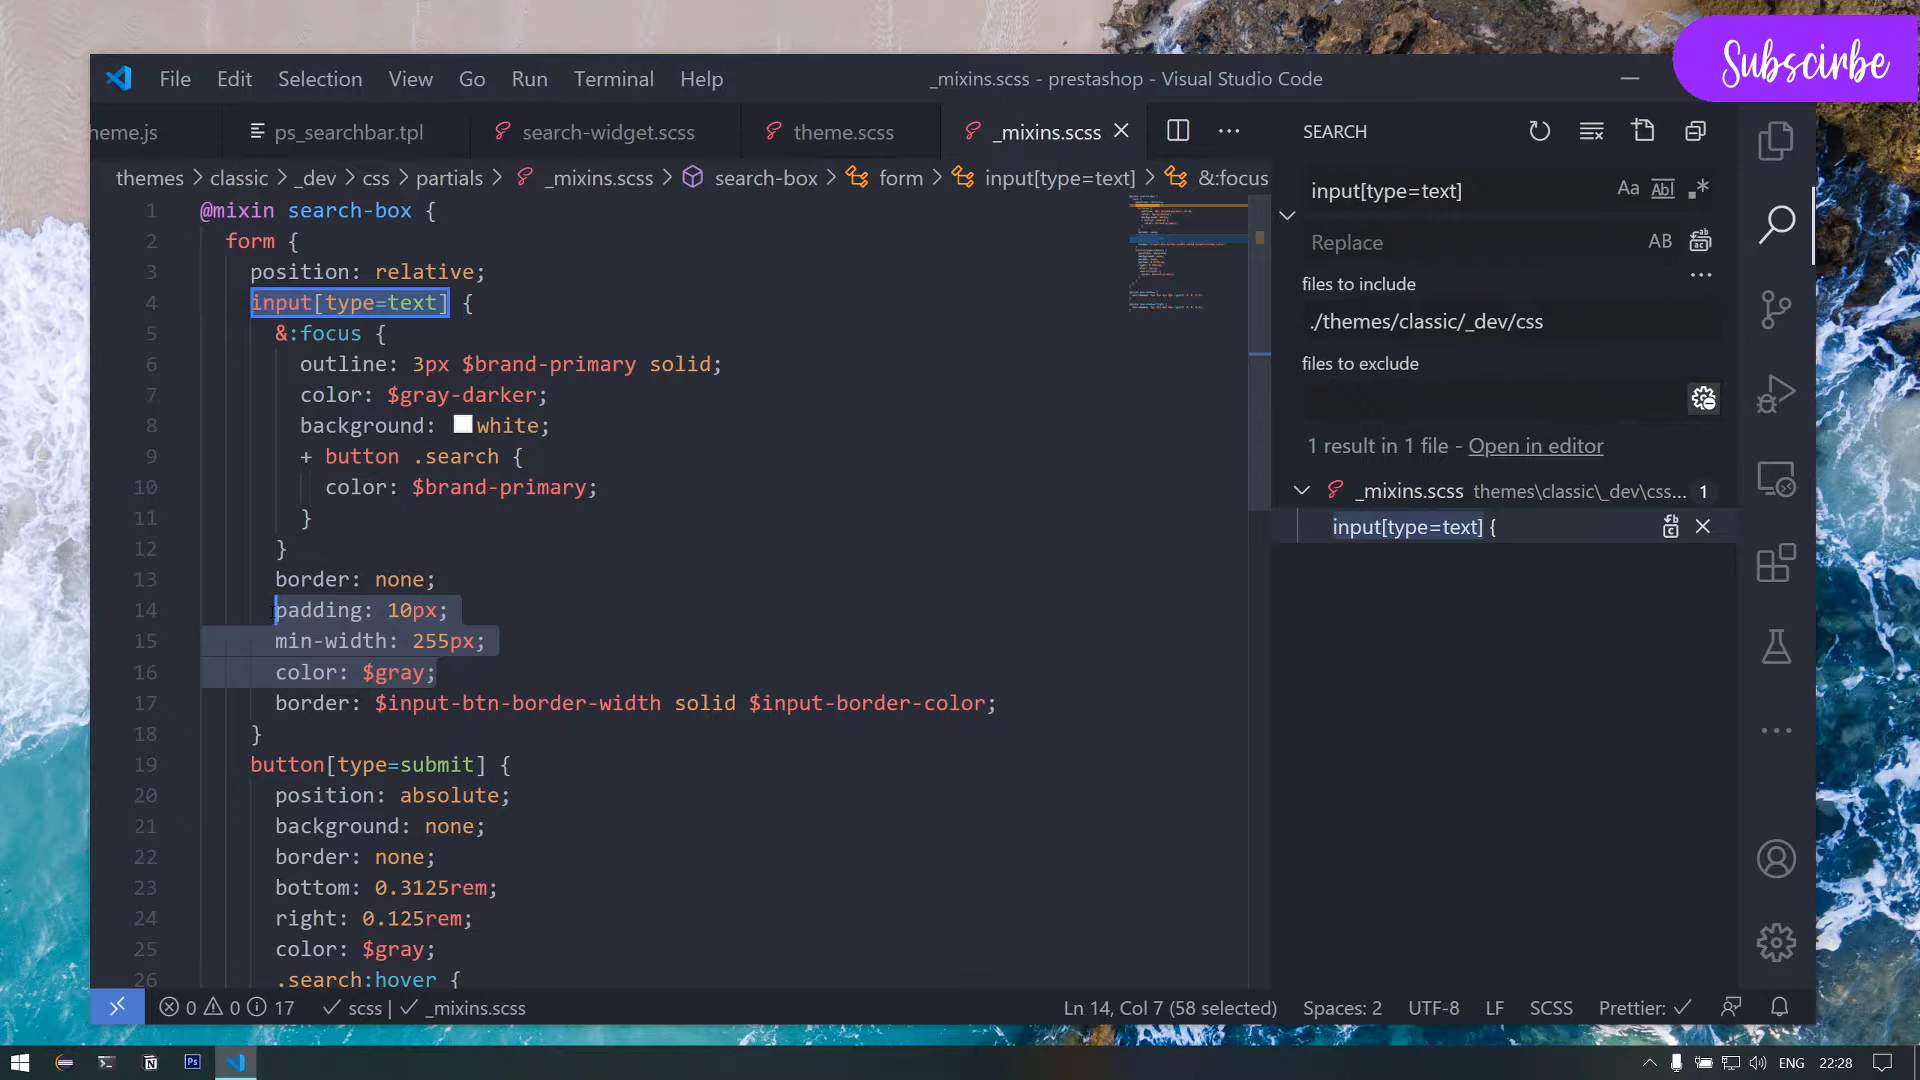 Subscirbe
File Edit Selection View Go Run Terminal Help
_mixins.scss - prestashop - Visual Studio Code
heme.js
ps_searchbar.tpl
search-widget.scss
theme.scss
_mixins.scss
themes > classic > _dev > css > partials > _mixins.scss > search-box > form > input[type=text] > &:focus
1 @mixin search-box {
2 form {
3 position: relative;
4 input[type=text] {
5 &:focus {
6 outline: 3px $brand-primary solid;
7 color: $gray-darker;
8 background: white;
9 + button .search {
10 color: $brand-primary;
11 }
12 }
13 border: none;
14 padding: 10px;
15 min-width: 255px;
16 color: $gray;
17 border: $input-btn-border-width solid $input-border-color;
18 }
19 button[type=submit] {
20 position: absolute;
21 background: none;
22 border: none;
23 bottom: 0.3125rem;
24 right: 0.125rem;
25 color: $gray;
26 .search:hover {
SEARCH
input[type=text]
Aa Abl .*
Replace
AB
files to include
./themes/classic/_dev/css
files to exclude
1 result in 1 file - Open in editor
_mixins.scss themes\classic\_dev\css... 1
input[type=text] {
0 0 17 scss | _mixins.scss
Ln 14, Col 7 (58 selected) Spaces: 2 UTF-8 LF SCSS Prettier:
Ps
ENG 22:28